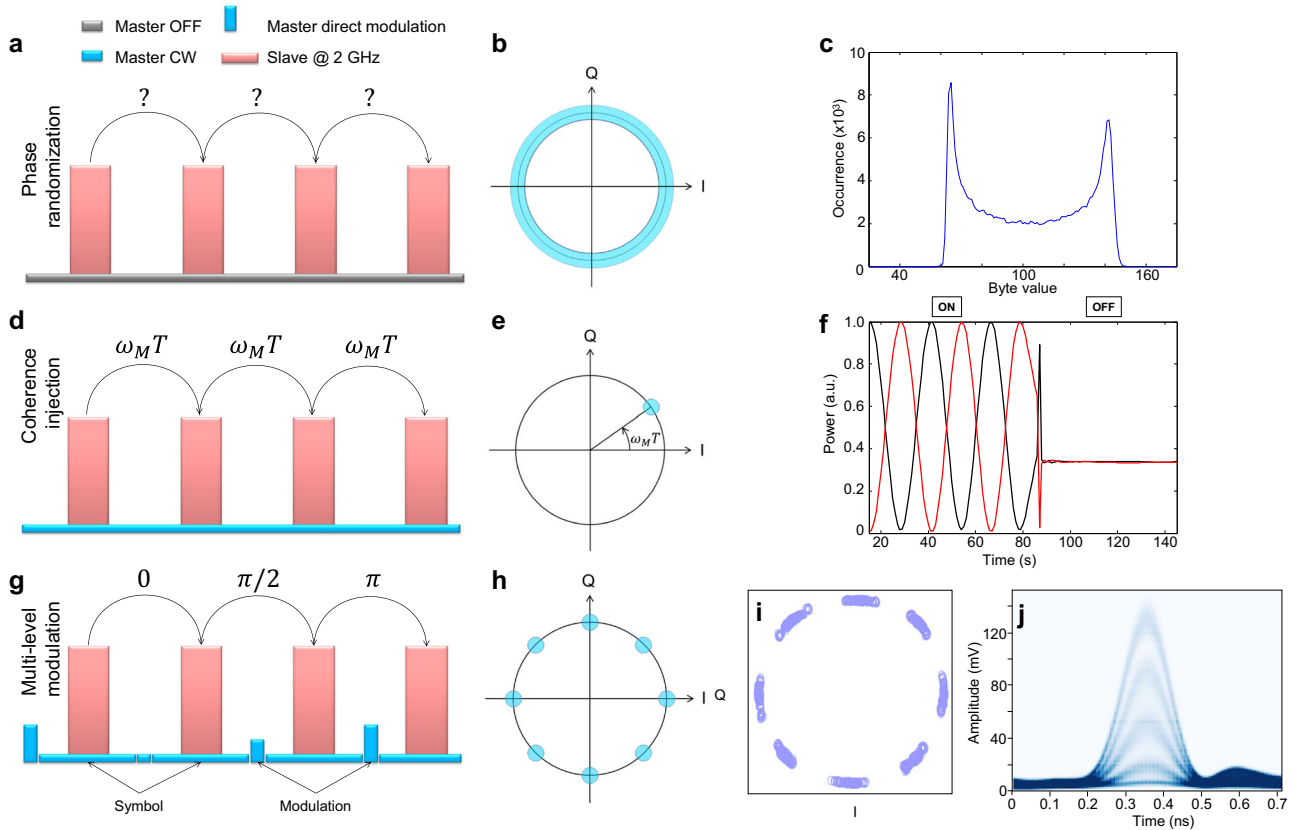 Master OFF
Master direct modulation
Master CW
Slave @ 2 GHz
a
Phase
randomization
? ? ?
b
Q
I
c
Occurrence (x10³)
10
8
6
4
2
0
40 100 160
Byte value
d
Coherence
injection
ω_MT ω_MT ω_MT
e
Q
I
ω_MT
f
ON OFF
Power (a.u.)
1.0
0.8
0.6
0.4
0.2
0
20 40 60 80 100 120 140
Time (s)
g
Multi-level
modulation
0 π/2 π
Symbol Modulation
h
Q
I
i
Q
I
j
Amplitude (mV)
120
80
40
0
0 0.1 0.2 0.3 0.4 0.5 0.6 0.7
Time (ns)